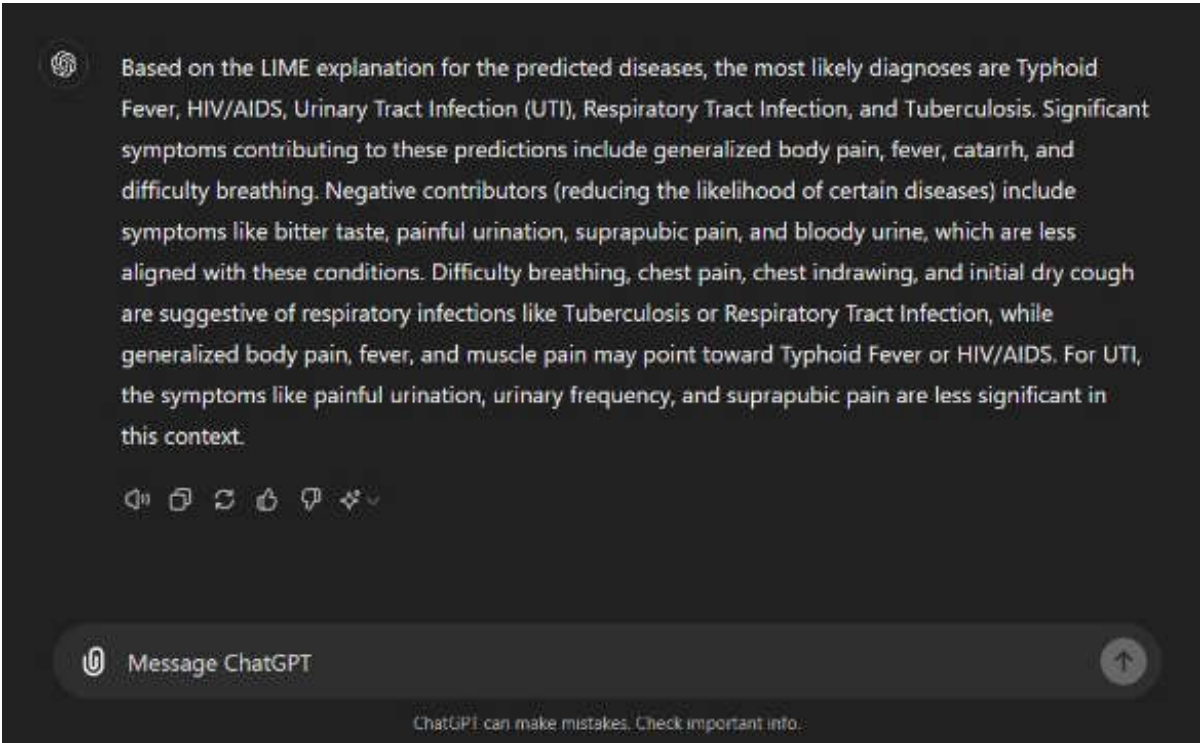 Based on the LIME explanation for the predicted diseases, the most likely diagnoses are Typhoid
Fever, HIV/AIDS, Urinary Tract Infection (UTI), Respiratory Tract Infection, and Tuberculosis. Significant
symptoms contributing to these predictions include generalized body pain, fever, catarrh, and
difficulty breathing. Negative contributors (reducing the likelihood of certain diseases) include
symptoms like bitter taste, painful urination, suprapubic pain, and bloody urine, which are less
aligned with these conditions. Difficulty breathing, chest pain, chest indrawing, and initial dry cough
are suggestive of respiratory infections like Tuberculosis or Respiratory Tract Infection, while
generalized body pain, fever, and muscle pain may point toward Typhoid Fever or HIV/AIDS. For UTI,
the symptoms like painful urination, urinary frequency, and suprapubic pain are less significant in
this context.
Message ChatGPT
ChatGPT can make mistakes. Check important info.